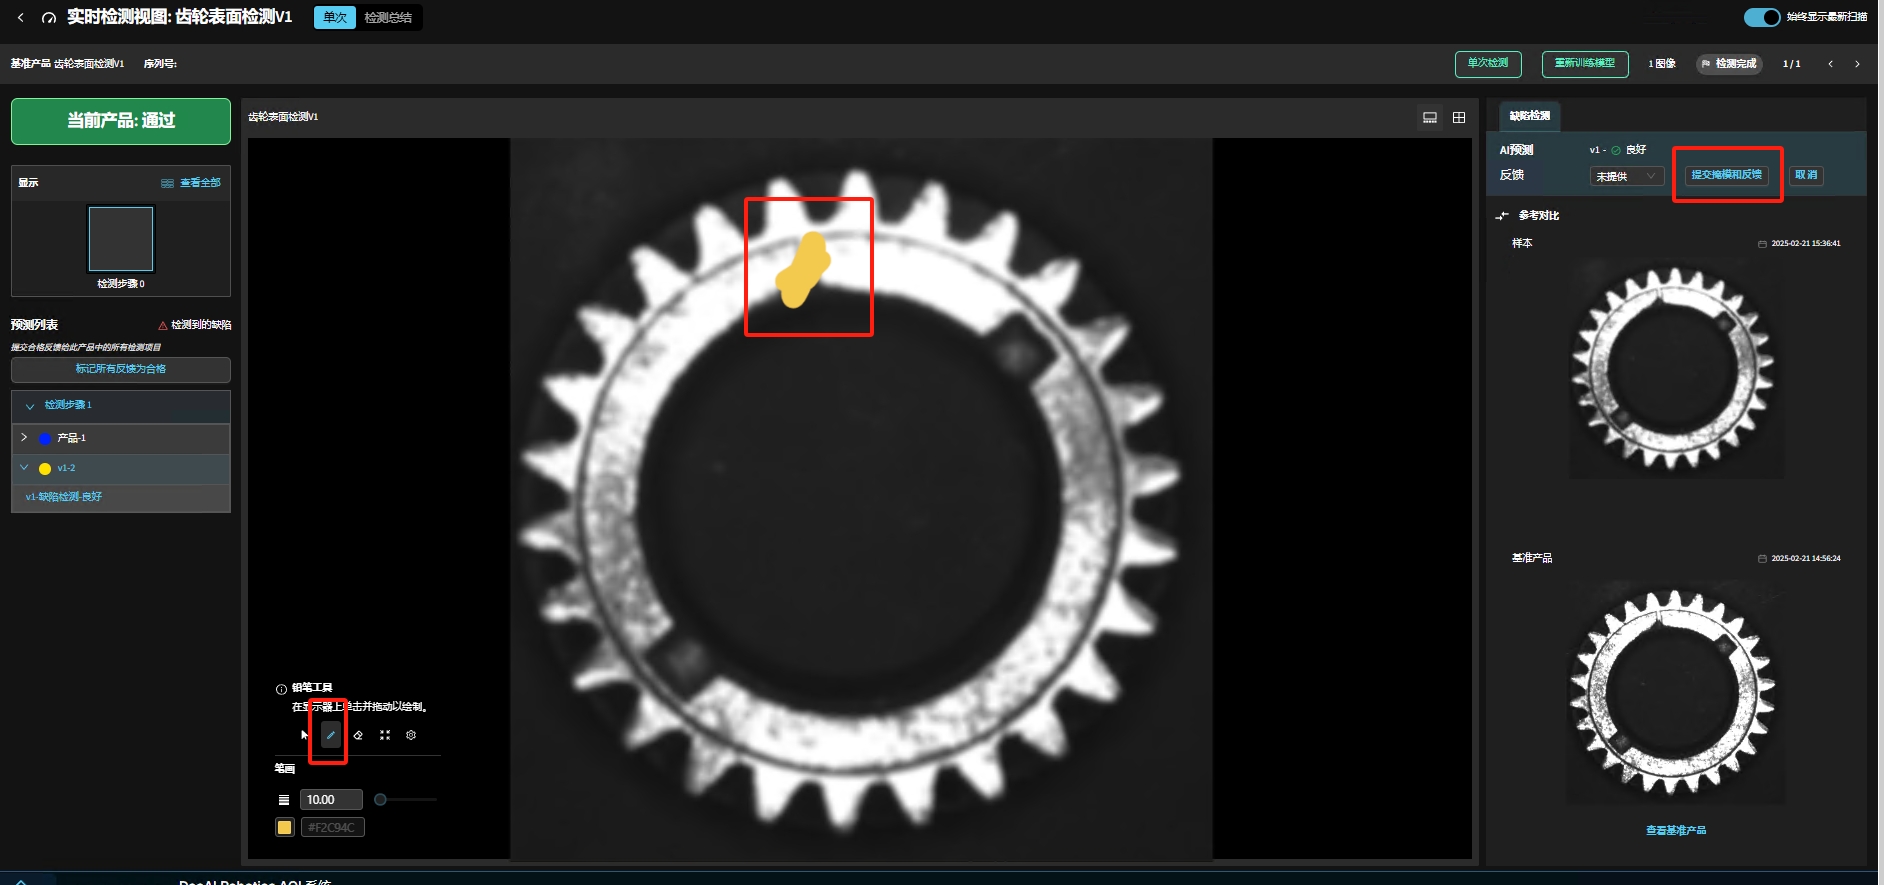 实时检测视图: 齿轮表面检测V1
单次
检测总结
始终显示最新扫描
基准产品 齿轮表面检测V1 序列号:
单次检测
重新训练模型
1 图像
检测完成
1 / 1
当前产品: 通过
显示
查看全部
检测步骤 0
预测列表
检测到的缺陷
提交合格反馈给此产品中的所有检测项目
标记所有反馈为合格
检测步骤 1
产品-1
v1-2
v1-缺陷检测-良好
齿轮表面检测V1
铅笔工具
在显示器上单击并拖动以绘制。
笔画
10.00
#F2C94C
缺陷检测
AI预测
v1 - 良好
反馈
未提供
提交掩模和反馈
取消
参考对比
样本
2025-02-21 15:36:41
基准产品
2025-02-21 14:56:24
查看基准产品